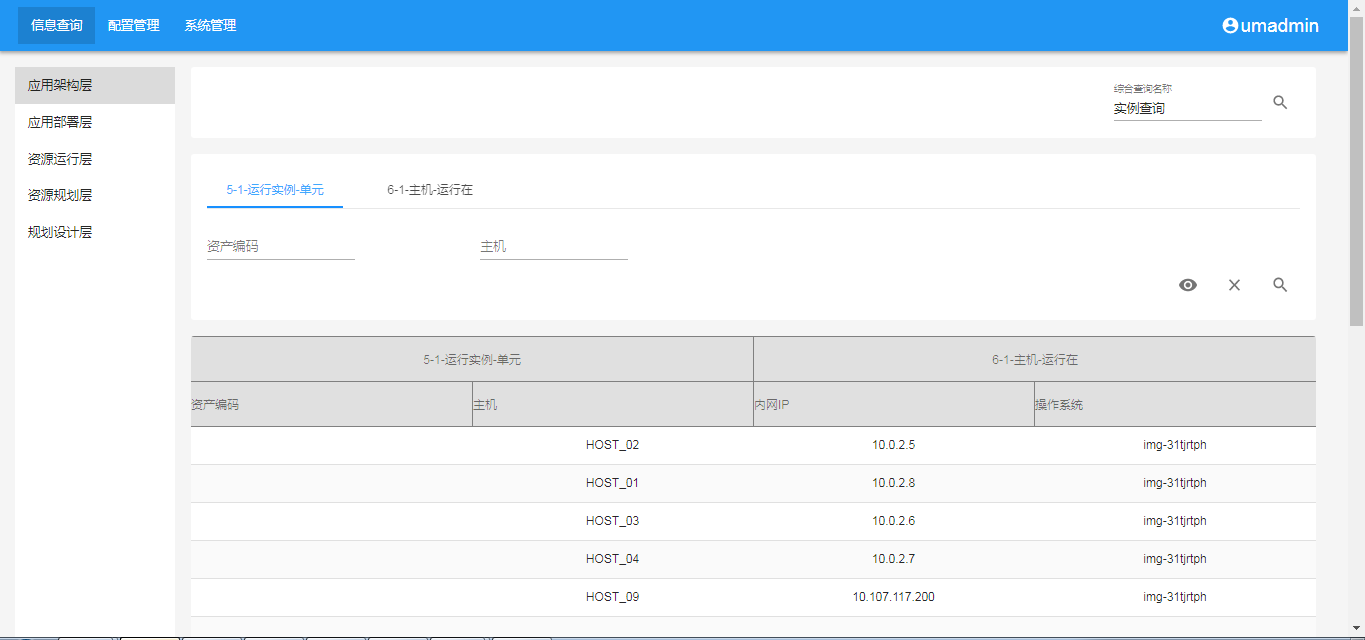 信息查询 配置管理 系统管理 umadmin
应用架构层
应用部署层
资源运行层
资源规划层
规划设计层
综合查询名称
实例查询
5-1-运行实例-单元 6-1-主机-运行在
资产编码 主机
5-1-运行实例-单元 6-1-主机-运行在
资产编码 主机 内网IP 操作系统
HOST_02 10.0.2.5 img-31tjrtph
HOST_01 10.0.2.8 img-31tjrtph
HOST_03 10.0.2.6 img-31tjrtph
HOST_04 10.0.2.7 img-31tjrtph
HOST_09 10.107.117.200 img-31tjrtph